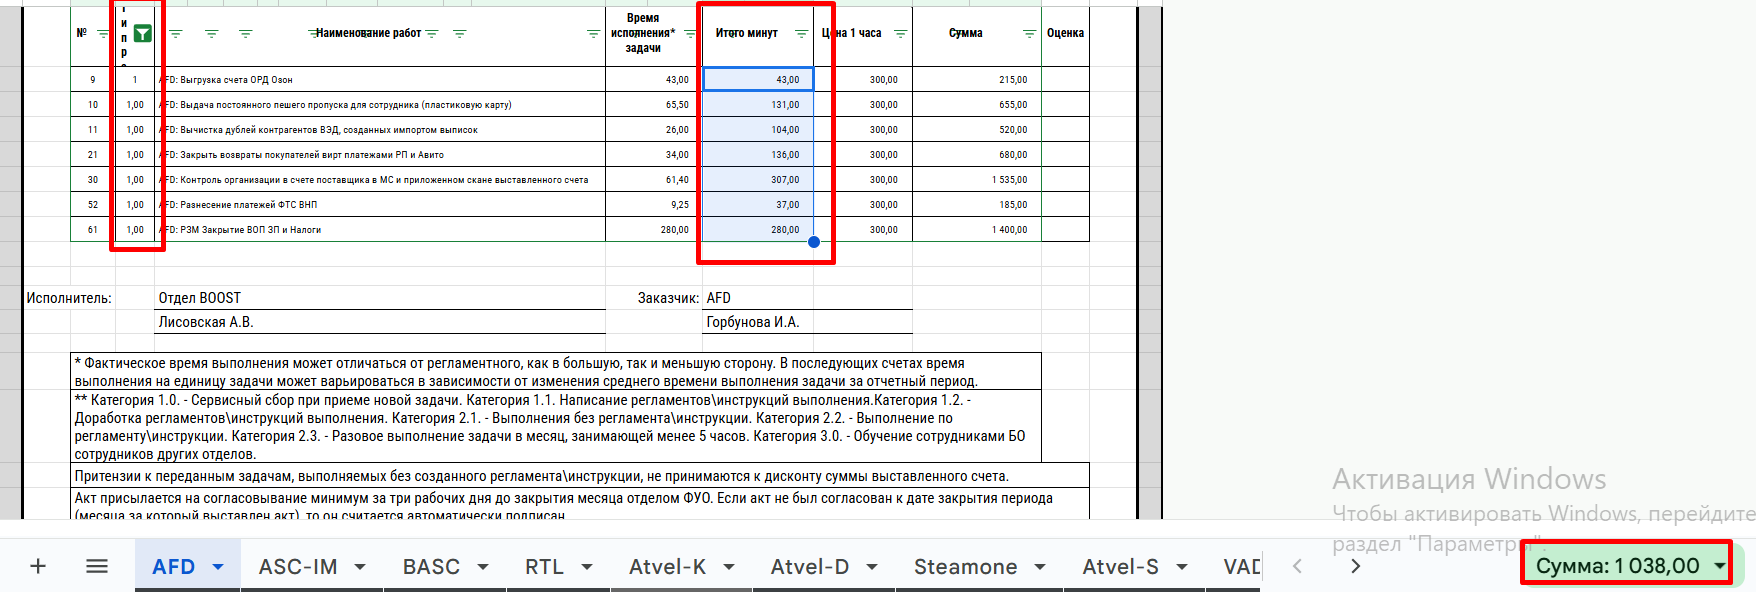 № Наименование работ Время исполнения* задачи Итого минут Цена 1 часа Сумма Оценка
9 1 AFD: Выгрузка счета ОРД Озон 43,00 43,00 300,00 215,00
10 1,00 AFD: Выдача постоянного пешего пропуска для сотрудника (пластиковую карту) 65,50 131,00 300,00 655,00
11 1,00 AFD: Вычистка дублей контрагентов ВЭД, созданных импортом выписок 26,00 104,00 300,00 520,00
21 1,00 AFD: Закрыть возвраты покупателей вирт платежами РП и Авито 34,00 136,00 300,00 680,00
30 1,00 AFD: Контроль организации в счете поставщика в МС и приложенном скане выставленного счета 61,40 307,00 300,00 1 535,00
52 1,00 AFD: Разнесение платежей ФТС ВНП 9,25 37,00 300,00 185,00
61 1,00 AFD: РЗМ Закрытие ВОП ЗП и Налоги 280,00 280,00 300,00 1 400,00
Исполнитель: Отдел BOOST Заказчик: AFD
Лисовская А.В. Горбунова И.А.
* Фактическое время выполнения может отличаться от регламентного, как в большую, так и меньшую сторону. В последующих счетах время
выполнения на единицу задачи может варьироваться в зависимости от изменения среднего времени выполнения задачи за отчетный период.
** Категория 1.0. - Сервисный сбор при приеме новой задачи. Категория 1.1. Написание регламентов\инструкций выполнения.Категория 1.2. -
Доработка регламентов\инструкций выполнения. Категория 2.1. - Выполнения без регламента\инструкции. Категория 2.2. - Выполнение по
регламенту\инструкции. Категория 2.3. - Разовое выполнение задачи в месяц, занимающей менее 5 часов. Категория 3.0. - Обучение сотрудниками БО
сотрудников других отделов.
Притензии к переданным задачам, выполняемых без созданного регламента\инструкции, не принимаются к дисконту суммы выставленного счета.
Акт присылается на согласовывание минимум за три рабочих дня до закрытия месяца отделом ФУО. Если акт не был согласован к дате закрытия периода
(месяца за который выставлен акт), то он считается автоматически подписан
Активация Windows
Чтобы активировать Windows, перейдите
раздел "Параметры".
AFD ASC-IM BASC RTL Atvel-K Atvel-D Steamone Atvel-S VAD Сумма: 1 038,00